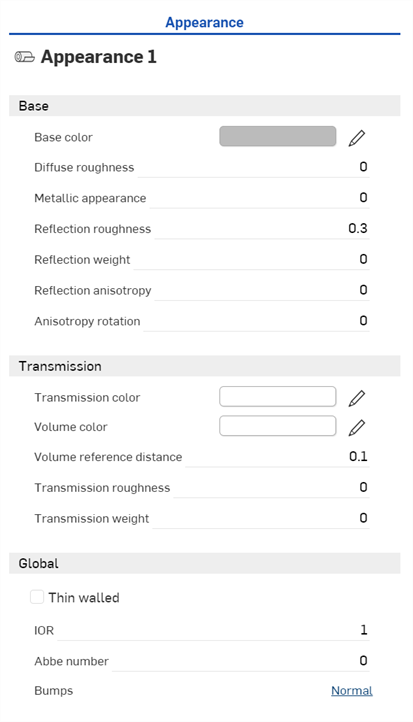 Appearance
Appearance 1
Base
Base color
Diffuse roughness 0
Metallic appearance 0
Reflection roughness 0.3
Reflection weight 0
Reflection anisotropy 0
Anisotropy rotation 0
Transmission
Transmission color
Volume color
Volume reference distance 0.1
Transmission roughness 0
Transmission weight 0
Global
Thin walled
IOR 1
Abbe number 0
Bumps Normal